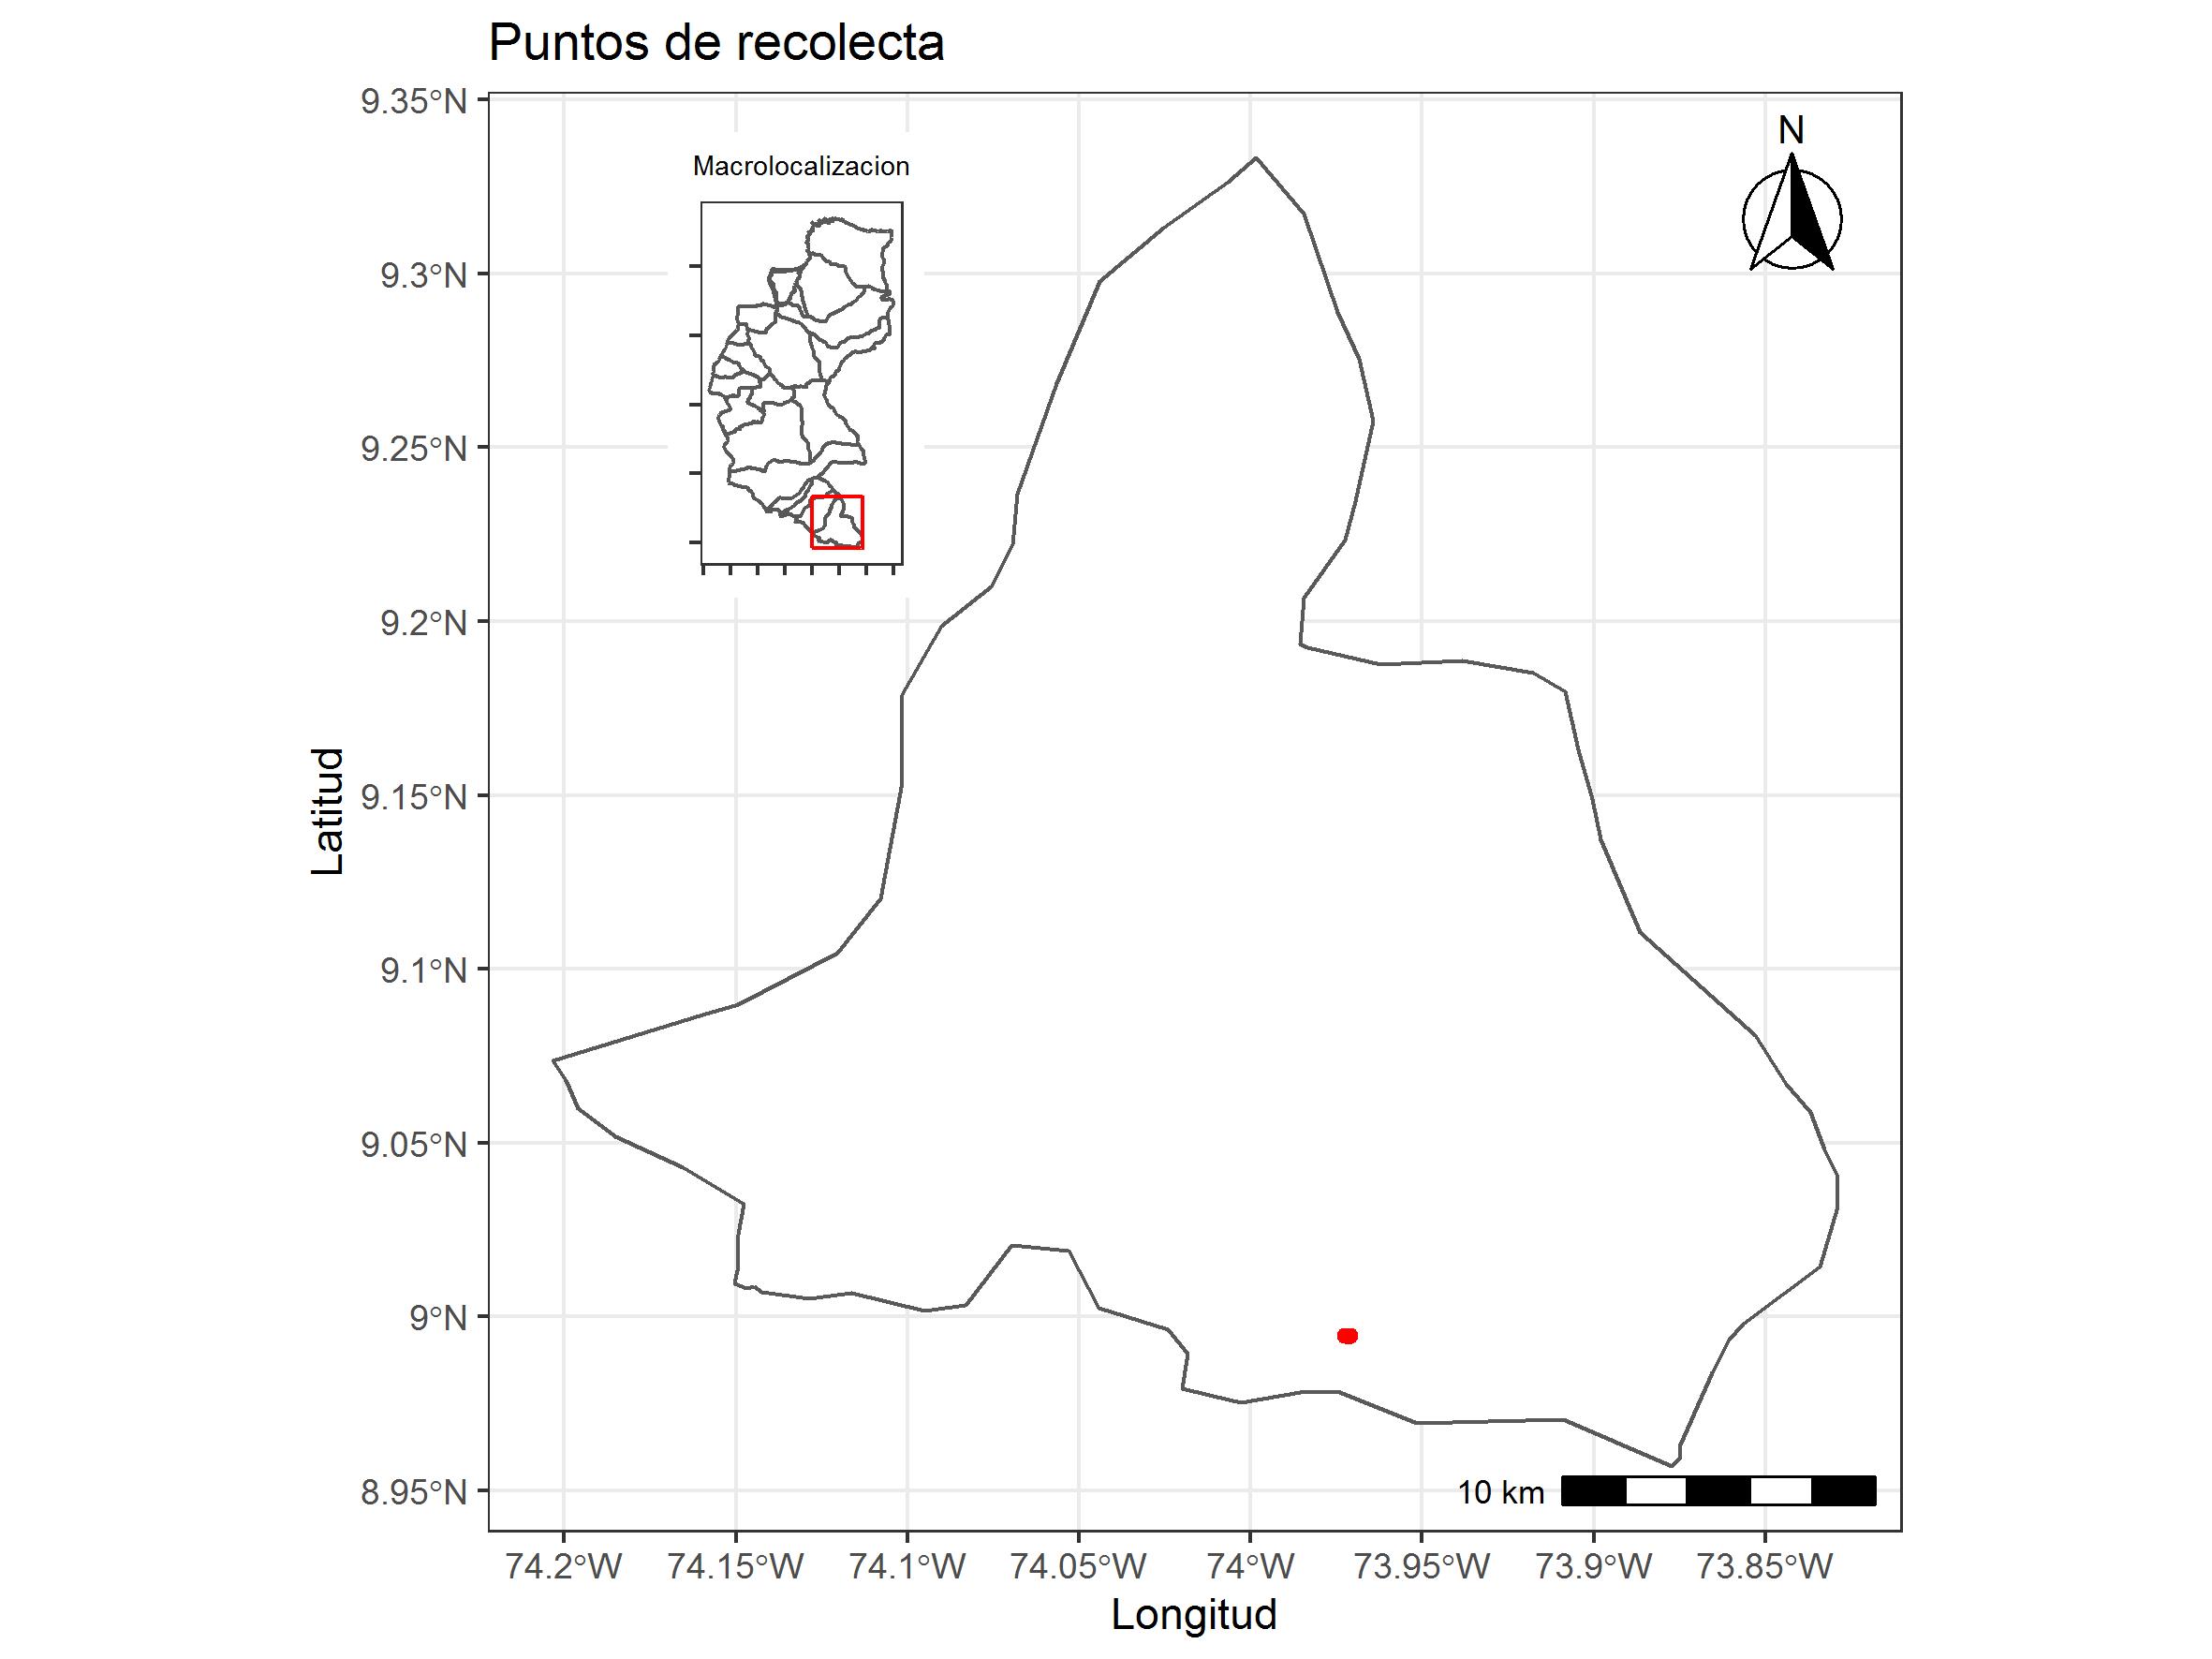 Puntos de recolecta
9.35°N
9.3°N
9.25°N
9.2°N
9.15°N
9.1°N
9.05°N
9°N
8.95°N
Latitud
Macrolocalizacion
N
10 km
74.2°W 74.15°W 74.1°W 74.05°W 74°W 73.95°W 73.9°W 73.85°W
Longitud